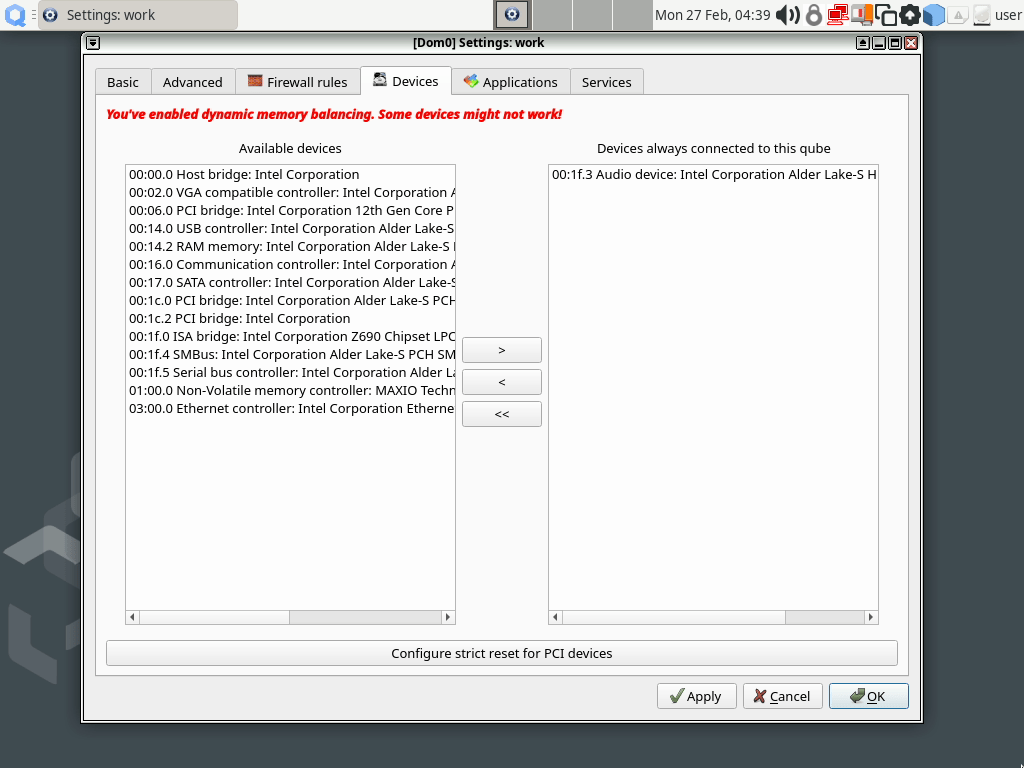 Settings: work
Mon 27 Feb, 04:39
user
[Dom0] Settings: work
Basic
Advanced
Firewall rules
Devices
Applications
Services
You've enabled dynamic memory balancing. Some devices might not work!
Available devices
00:00.0 Host bridge: Intel Corporation
00:02.0 VGA compatible controller: Intel Corporation A
00:06.0 PCI bridge: Intel Corporation 12th Gen Core P
00:14.0 USB controller: Intel Corporation Alder Lake-S
00:14.2 RAM memory: Intel Corporation Alder Lake-S
00:16.0 Communication controller: Intel Corporation A
00:17.0 SATA controller: Intel Corporation Alder Lake-S
00:1c.0 PCI bridge: Intel Corporation Alder Lake-S PCH
00:1c.2 PCI bridge: Intel Corporation
00:1f.0 ISA bridge: Intel Corporation Z690 Chipset LPC
00:1f.4 SMBus: Intel Corporation Alder Lake-S PCH SM
00:1f.5 Serial bus controller: Intel Corporation Alder La
01:00.0 Non-Volatile memory controller: MAXIO Techn
03:00.0 Ethernet controller: Intel Corporation Etherne
>
<
<<
Devices always connected to this qube
00:1f.3 Audio device: Intel Corporation Alder Lake-S H
Configure strict reset for PCI devices
Apply
Cancel
OK